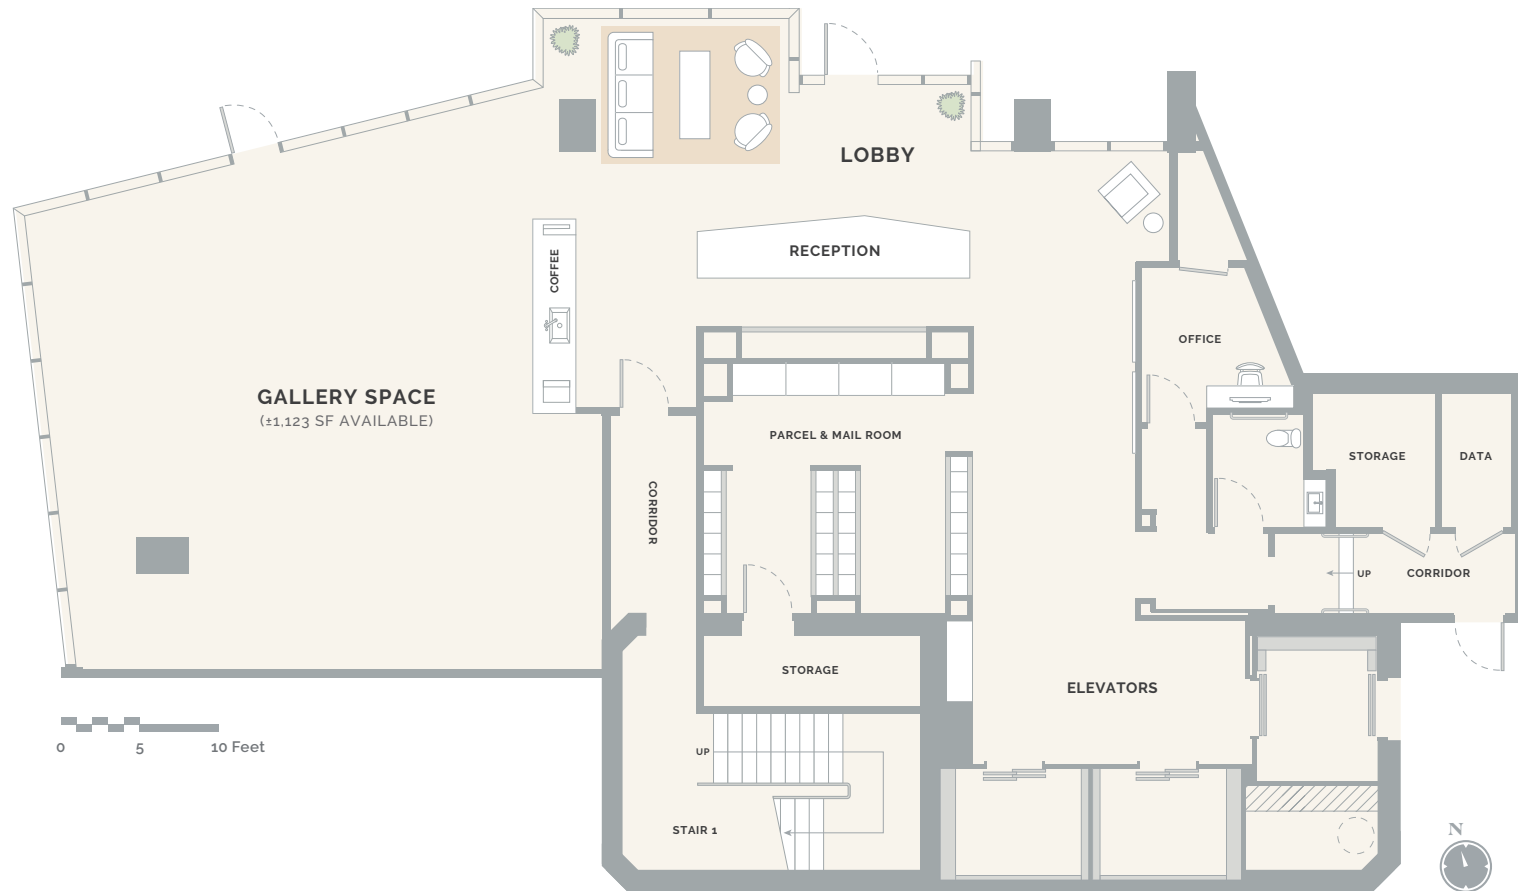 LOBBY
RECEPTION
COFFEE
OFFICE
GALLERY SPACE
(±1,123 SF AVAILABLE)
PARCEL & MAIL ROOM
STORAGE
DATA
CORRIDOR
UP
CORRIDOR
STORAGE
ELEVATORS
UP
STAIR 1
0
5
10 Feet
N